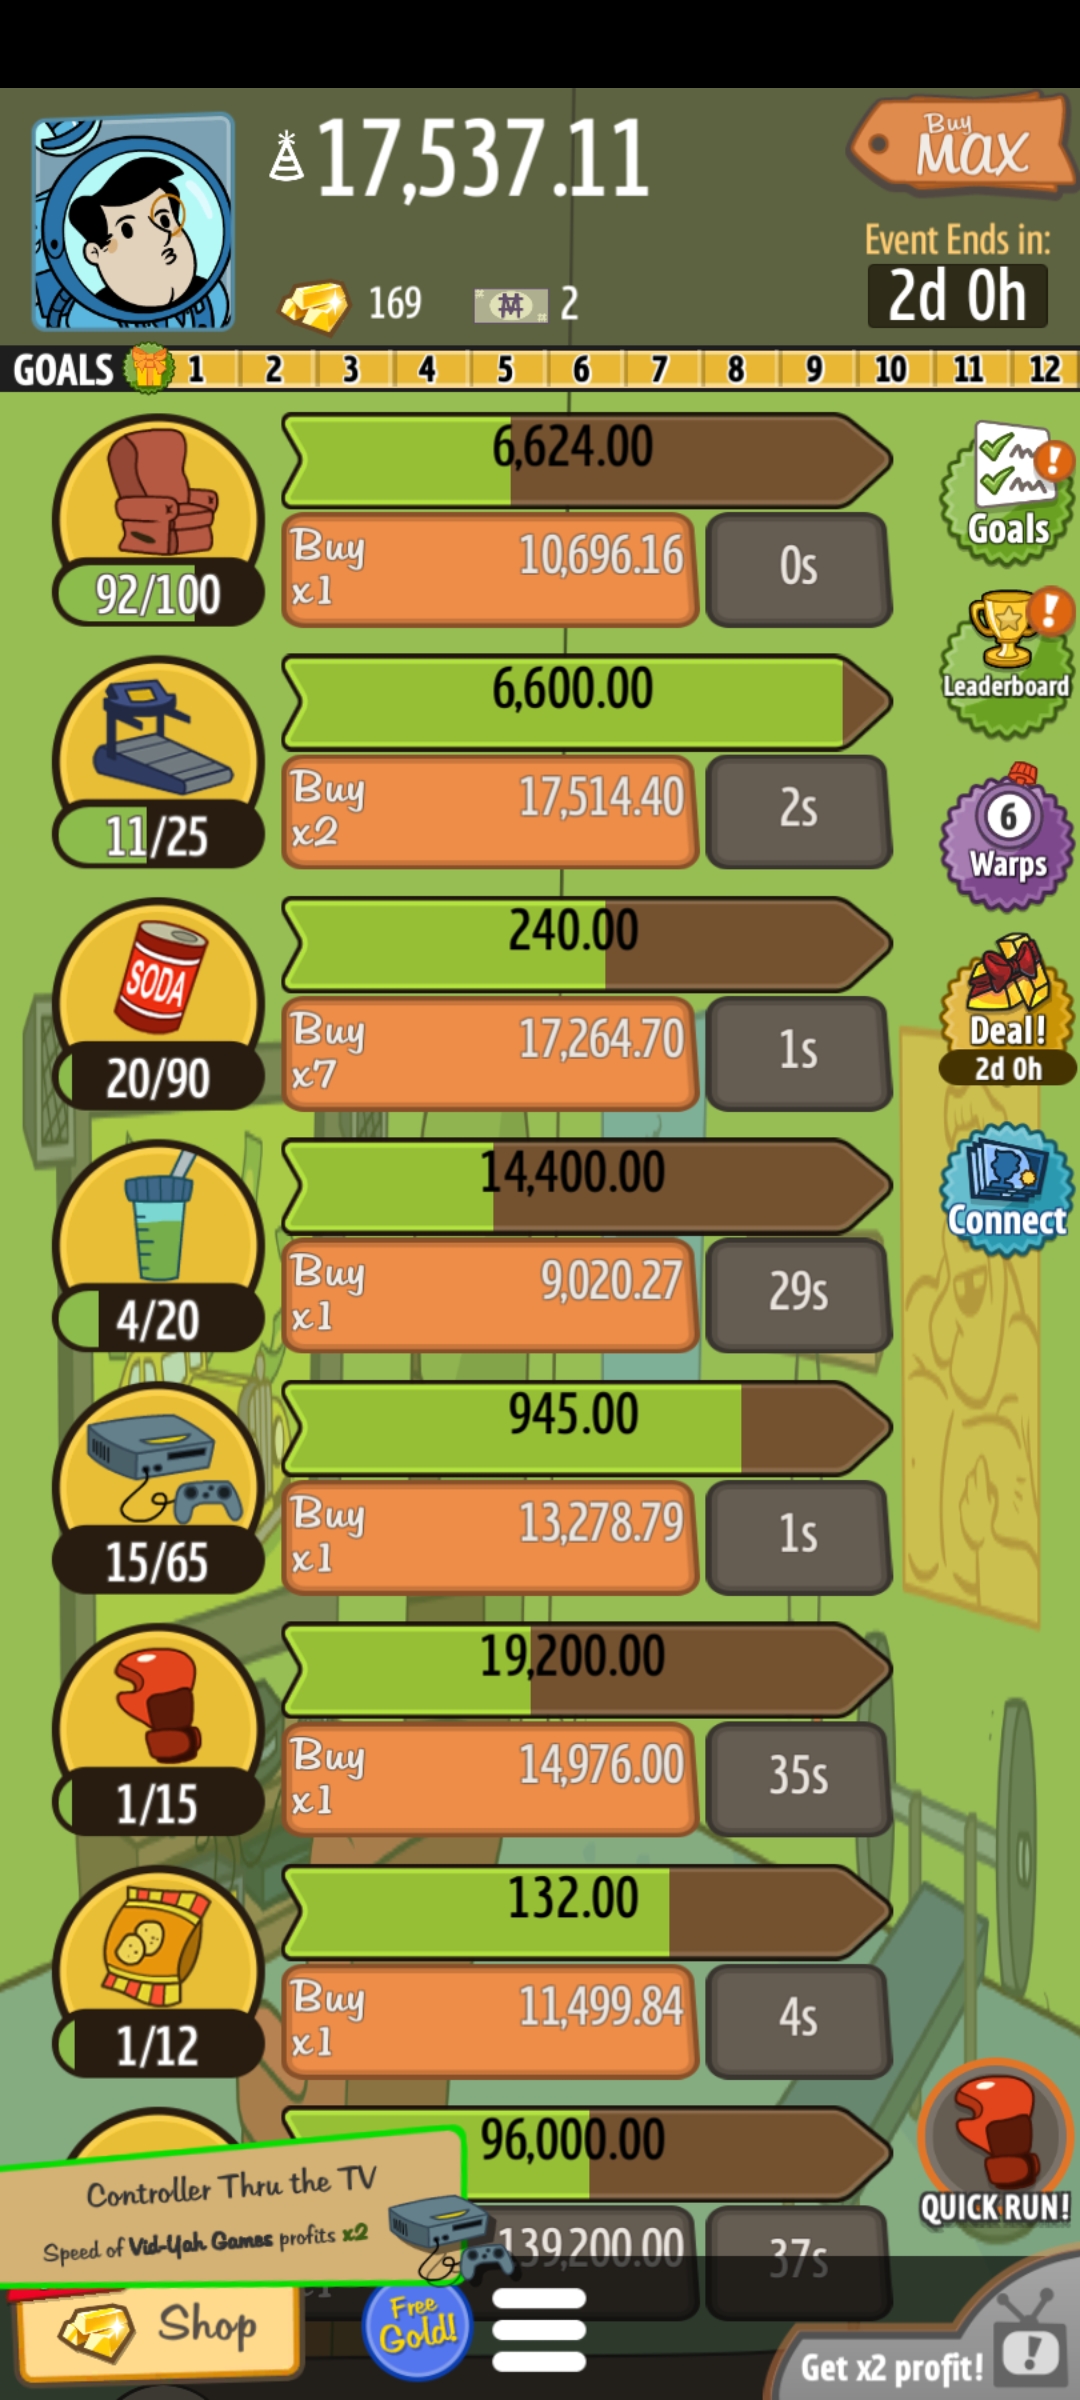 17,537.11
Buy
MAX
Event Ends in:
2d 0h
169
2
GOALS 1 2 3 4 5 6 7 8 9 10 11 12
6,624.00
Buy
x1
10,696.16
0s
92/100
Goals
6,600.00
Buy
x2
17,514.40
2s
11/25
Leaderboard
6
Warps
SODA
240.00
Buy
x7
17,264.70
1s
20/90
Deal!
2d 0h
14,400.00
Buy
x1
9,020.27
29s
4/20
Connect
945.00
Buy
x1
13,278.79
1s
15/65
19,200.00
Buy
x1
14,976.00
35s
1/15
132.00
Buy
x1
11,499.84
4s
1/12
96,000.00
139,200.00
37s
QUICK RUN!
Controller Thru the TV
Speed of Vid-Yah Games profits x2
Shop
Free
Gold!
Get x2 profit!